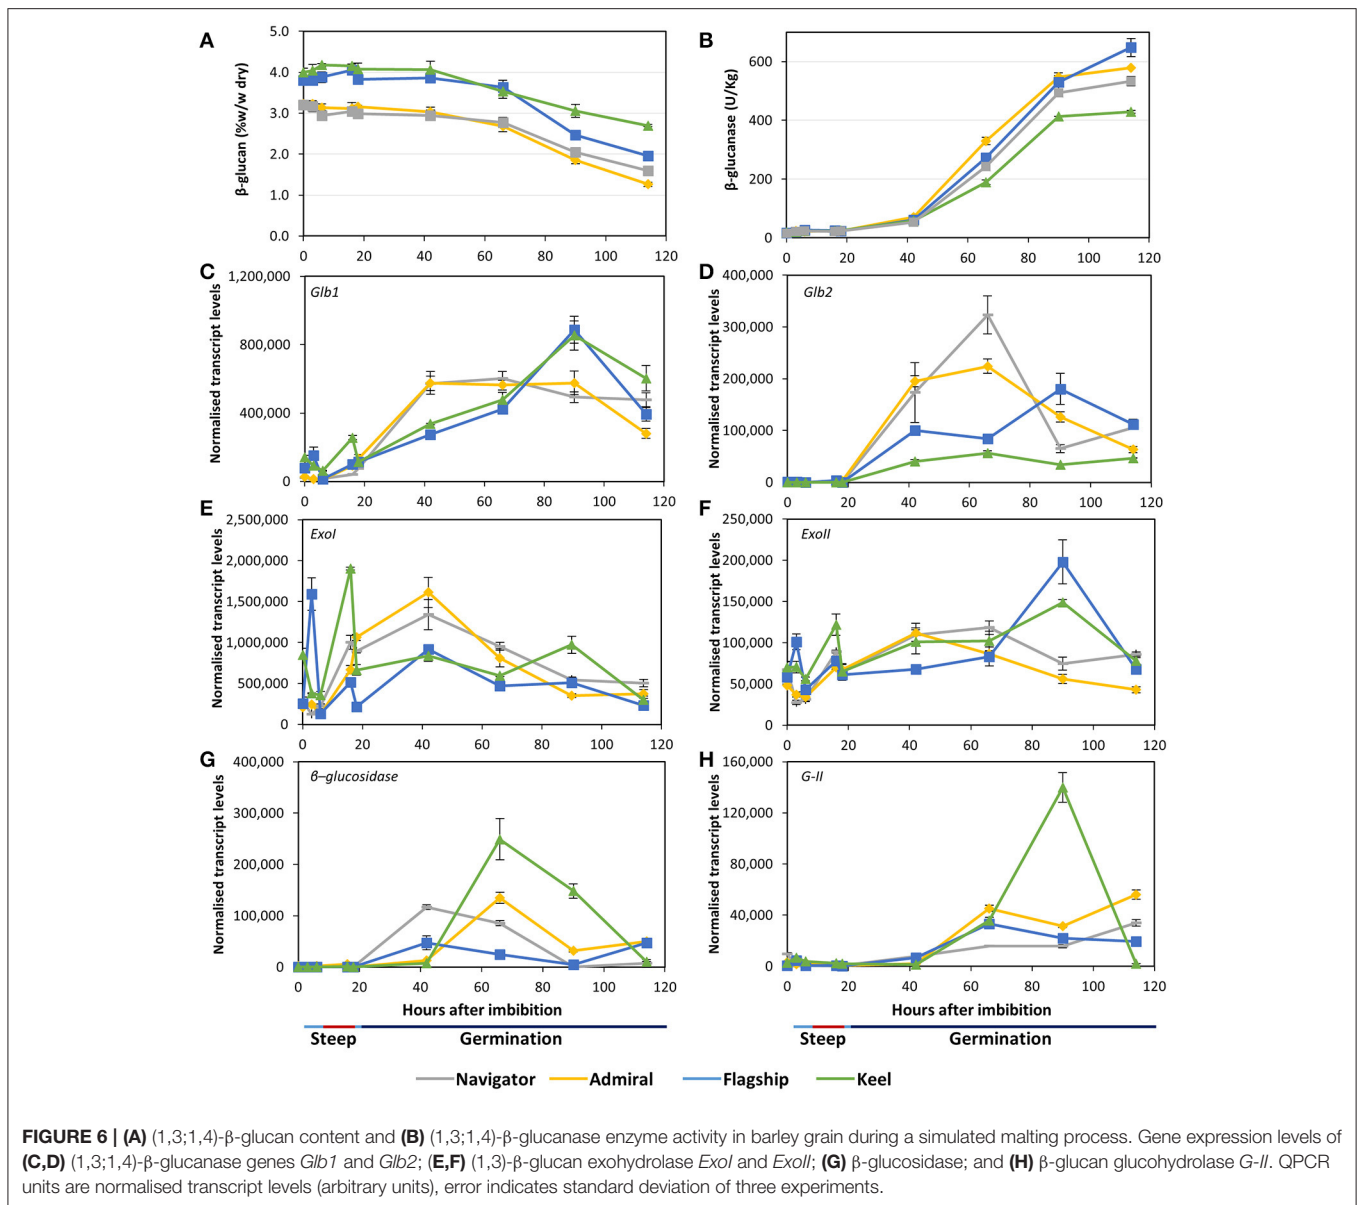 A
B
5.0
4.0
3.0
2.0
1.0
0.0
β-glucan (%w/w dry)
0 20 40 60 80 100 120
600
400
200
0
β-glucanase (U/Kg)
0 20 40 60 80 100 120
C
Glb1
1,200,000
800,000
400,000
0
Normalised transcript levels
0 20 40 60 80 100 120
D
Glb2
400,000
300,000
200,000
100,000
0
Normalised transcript levels
0 20 40 60 80 100 120
E
ExoI
2,500,000
2,000,000
1,500,000
1,000,000
500,000
0
Normalised transcript levels
0 20 40 60 80 100 120
F
ExoII
250,000
200,000
150,000
100,000
50,000
0
Normalised transcript levels
0 20 40 60 80 100 120
G
β–glucosidase
400,000
300,000
200,000
100,000
0
Normalised transcript levels
0 20 40 60 80 100 120
Hours after imbibition
Steep Germination
H
G-II
160,000
120,000
80,000
40,000
0
Normalised transcript levels
0 20 40 60 80 100 120
Hours after imbibition
Steep Germination
Navigator Admiral Flagship Keel
FIGURE 6 | (A) (1,3;1,4)-β-glucan content and (B) (1,3;1,4)-β-glucanase enzyme activity in barley grain during a simulated malting process. Gene expression levels of
(C,D) (1,3;1,4)-β-glucanase genes Glb1 and Glb2; (E,F) (1,3)-β-glucan exohydrolase ExoI and ExoII; (G) β-glucosidase; and (H) β-glucan glucohydrolase G-II. QPCR
units are normalised transcript levels (arbitrary units), error indicates standard deviation of three experiments.